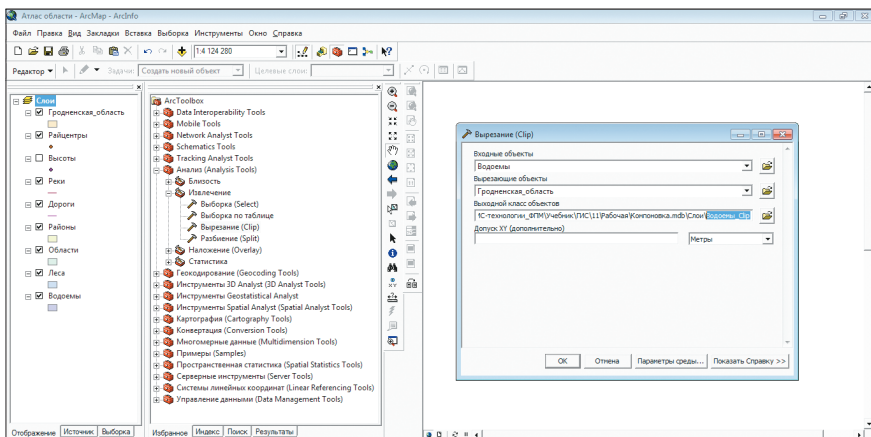 Атлас области - ArcMap - ArcInfo
Файл Правка Вид Закладки Вставка Выборка Инструменты Окно Справка
1:4 124 280
Редактор Задачи: Создать новый объект Целевые слои:
Слои
Гродненская_область
Райцентры
Высоты
Реки
Дороги
Районы
Области
Леса
Водоемы
Отображение Источник Выборка
ArcToolbox
Data Interoperability Tools
Mobile Tools
Network Analyst Tools
Schematics Tools
Tracking Analyst Tools
Анализ (Analysis Tools)
Близость
Извлечение
Выборка (Select)
Выборка по таблице
Вырезание (Clip)
Разбиение (Split)
Наложение (Overlay)
Статистика
Геокодирование (Geocoding Tools)
Инструменты 3D Analyst (3D Analyst Tools)
Инструменты Geostatistical Analyst
Инструменты Spatial Analyst (Spatial Analyst Tools)
Картография (Cartography Tools)
Конвертация (Conversion Tools)
Многомерные данные (Multidimension Tools)
Примеры (Samples)
Пространственная статистика (Spatial Statistics Tools)
Серверные инструменты (Server Tools)
Системы линейных координат (Linear Referencing Tools)
Управление данными (Data Management Tools)
Избранное Индекс Поиск Результаты
Вырезание (Clip)
Входные объекты
Водоемы
Вырезающие объекты
Гродненская_область
Выходной класс объектов
1С-технологии_ФПМ\Учебник\ГИС\11\Рабочая\Компоновка.mdb\Слои\Водоемы_Clip
Допуск XY (дополнительно)
Метры
OK Отмена Параметры среды... Показать Справку >>